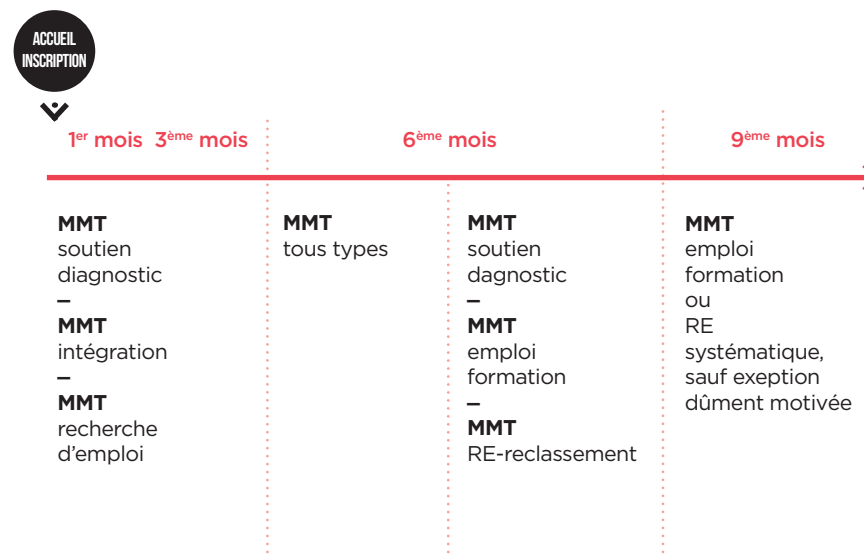 ACCUEIL
INSCRIPTION
1er mois 3ème mois
6ème mois
9ème mois
MMT
soutien
diagnostic
–
MMT
intégration
–
MMT
recherche
d’emploi
MMT
tous types
MMT
soutien
dagnostic
–
MMT
emploi
formation
–
MMT
RE-reclassement
MMT
emploi
formation
ou
RE
systématique,
sauf exeption
dûment motivée